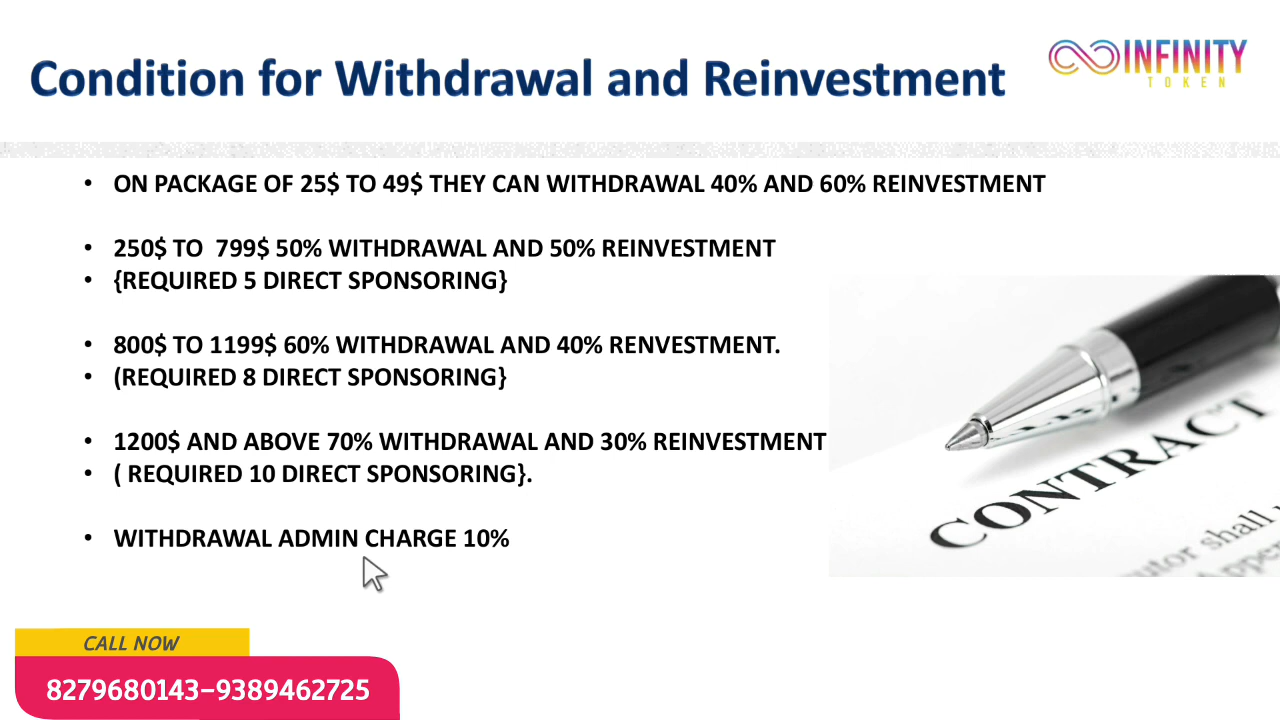 Condition for Withdrawal and Reinvestment
INFINITY
TOKEN
• ON PACKAGE OF 25$ TO 49$ THEY CAN WITHDRAWAL 40% AND 60% REINVESTMENT
• 250$ TO  799$ 50% WITHDRAWAL AND 50% REINVESTMENT
• {REQUIRED 5 DIRECT SPONSORING}
• 800$ TO 1199$ 60% WITHDRAWAL AND 40% RENVESTMENT.
• (REQUIRED 8 DIRECT SPONSORING}
• 1200$ AND ABOVE 70% WITHDRAWAL AND 30% REINVESTMENT
• ( REQUIRED 10 DIRECT SPONSORING}.
• WITHDRAWAL ADMIN CHARGE 10%
CONTRACT
shall
CALL NOW
8279680143-9389462725